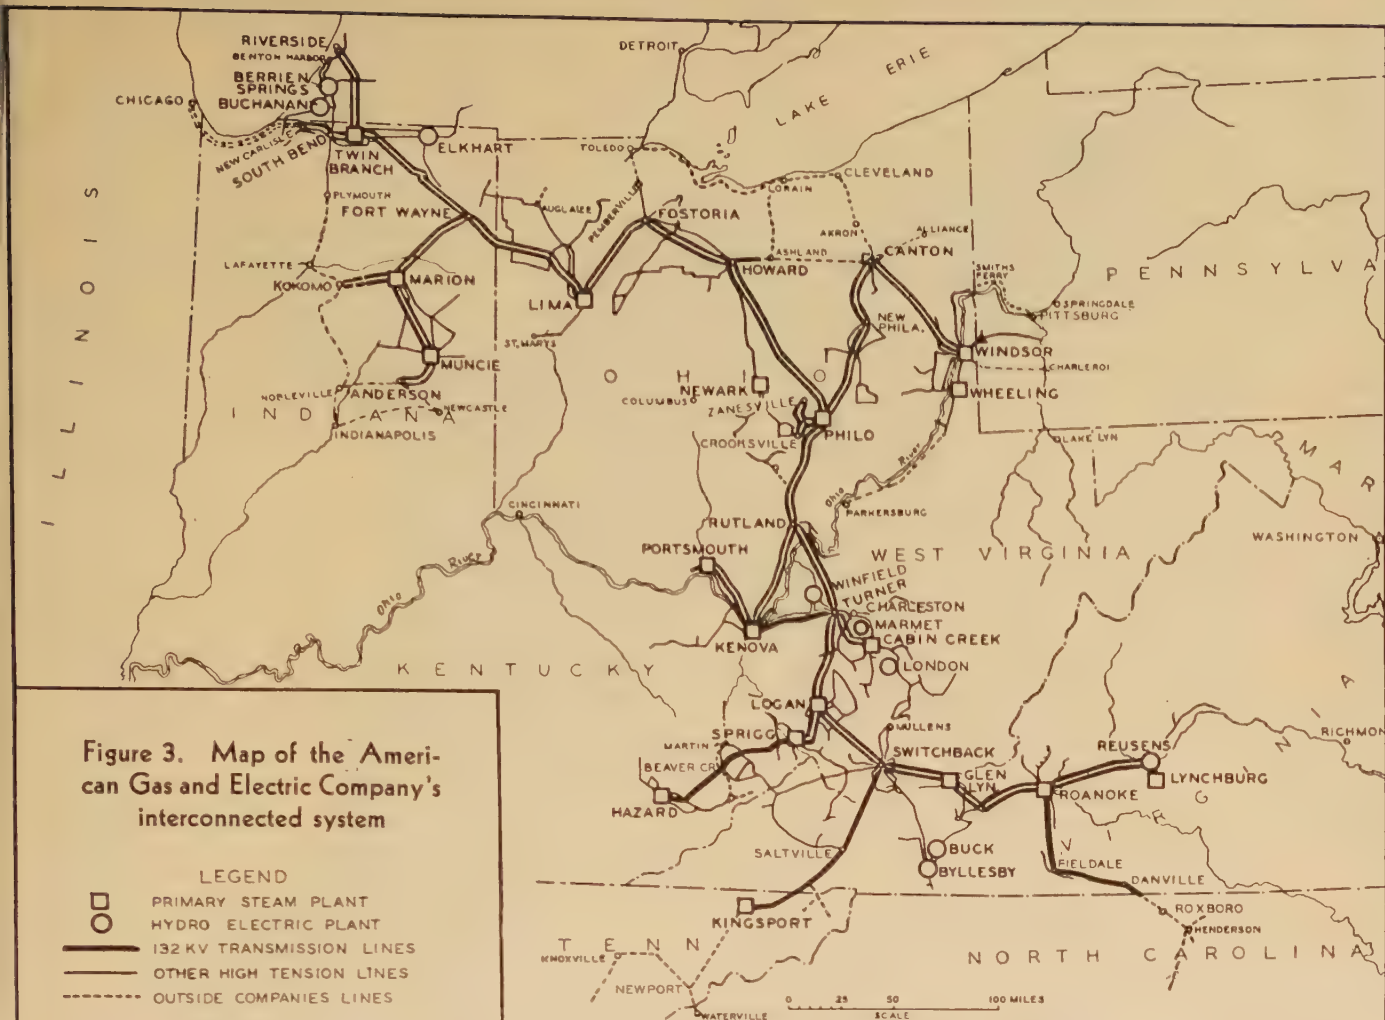 RIVERSIDE
BENTON HARBOR
BERRIEN
SPRINGS
BUCHANAN
CHICAGO
NEW CARLISLE
SOUTH BEND
TWIN
BRANCH
ELKHART
DETROIT
LAKE ERIE
TOLEDO
PEMBERVILLE
LORAIN
CLEVELAND
PLYMOUTH
FORT WAYNE
AUGLAIZE
FOSTORIA
AKRON
ALLIANCE
CANTON
ASHLAND
HOWARD
LAFAYETTE
KOKOMO
MARION
LIMA
ST. MARYS
SMITHS
FERRY
SPRINGDALE
PITTSBURG
PENNSYLVA
NEW
PHILA.
WINDSOR
CHARLEROI
WHEELING
MUNCIE
NOBLEVILLE
ANDERSON
NEWCASTLE
INDIANAPOLIS
ILLINOIS
INDIANA
OHIO
NEWARK
COLUMBUS
ZANESVILLE
CROOKSVILLE
PHILO
LAKE LYN
MAR
Ohio River
PARKERSBURG
CINCINNATI
RUTLAND
PORTSMOUTH
WEST VIRGINIA
WASHINGTON
Ohio River
WINFIELD
TURNER
CHARLESTON
MARMET
CABIN CREEK
LONDON
KENOVA
KENTUCKY
LOGAN
SPRIGG
MARTIN
BEAVER CR.
HAZARD
MULLENS
SWITCHBACK
GLEN
LYN
REUSENS
LYNCHBURG
ROANOKE
RICHMON
VIRGINIA
SALTVILLE
BUCK
BYLLESBY
FIELDALE
DANVILLE
KINGSPORT
ROXBORO
HENDERSON
TENN
NORTH CAROLINA
KNOXVILLE
NEWPORT
WATERVILLE
0 25 50 100 MILES
SCALE
Figure 3. Map of the Ameri-
can Gas and Electric Company's
interconnected system
LEGEND
PRIMARY STEAM PLANT
HYDRO ELECTRIC PLANT
132 KV TRANSMISSION LINES
OTHER HIGH TENSION LINES
OUTSIDE COMPANIES LINES